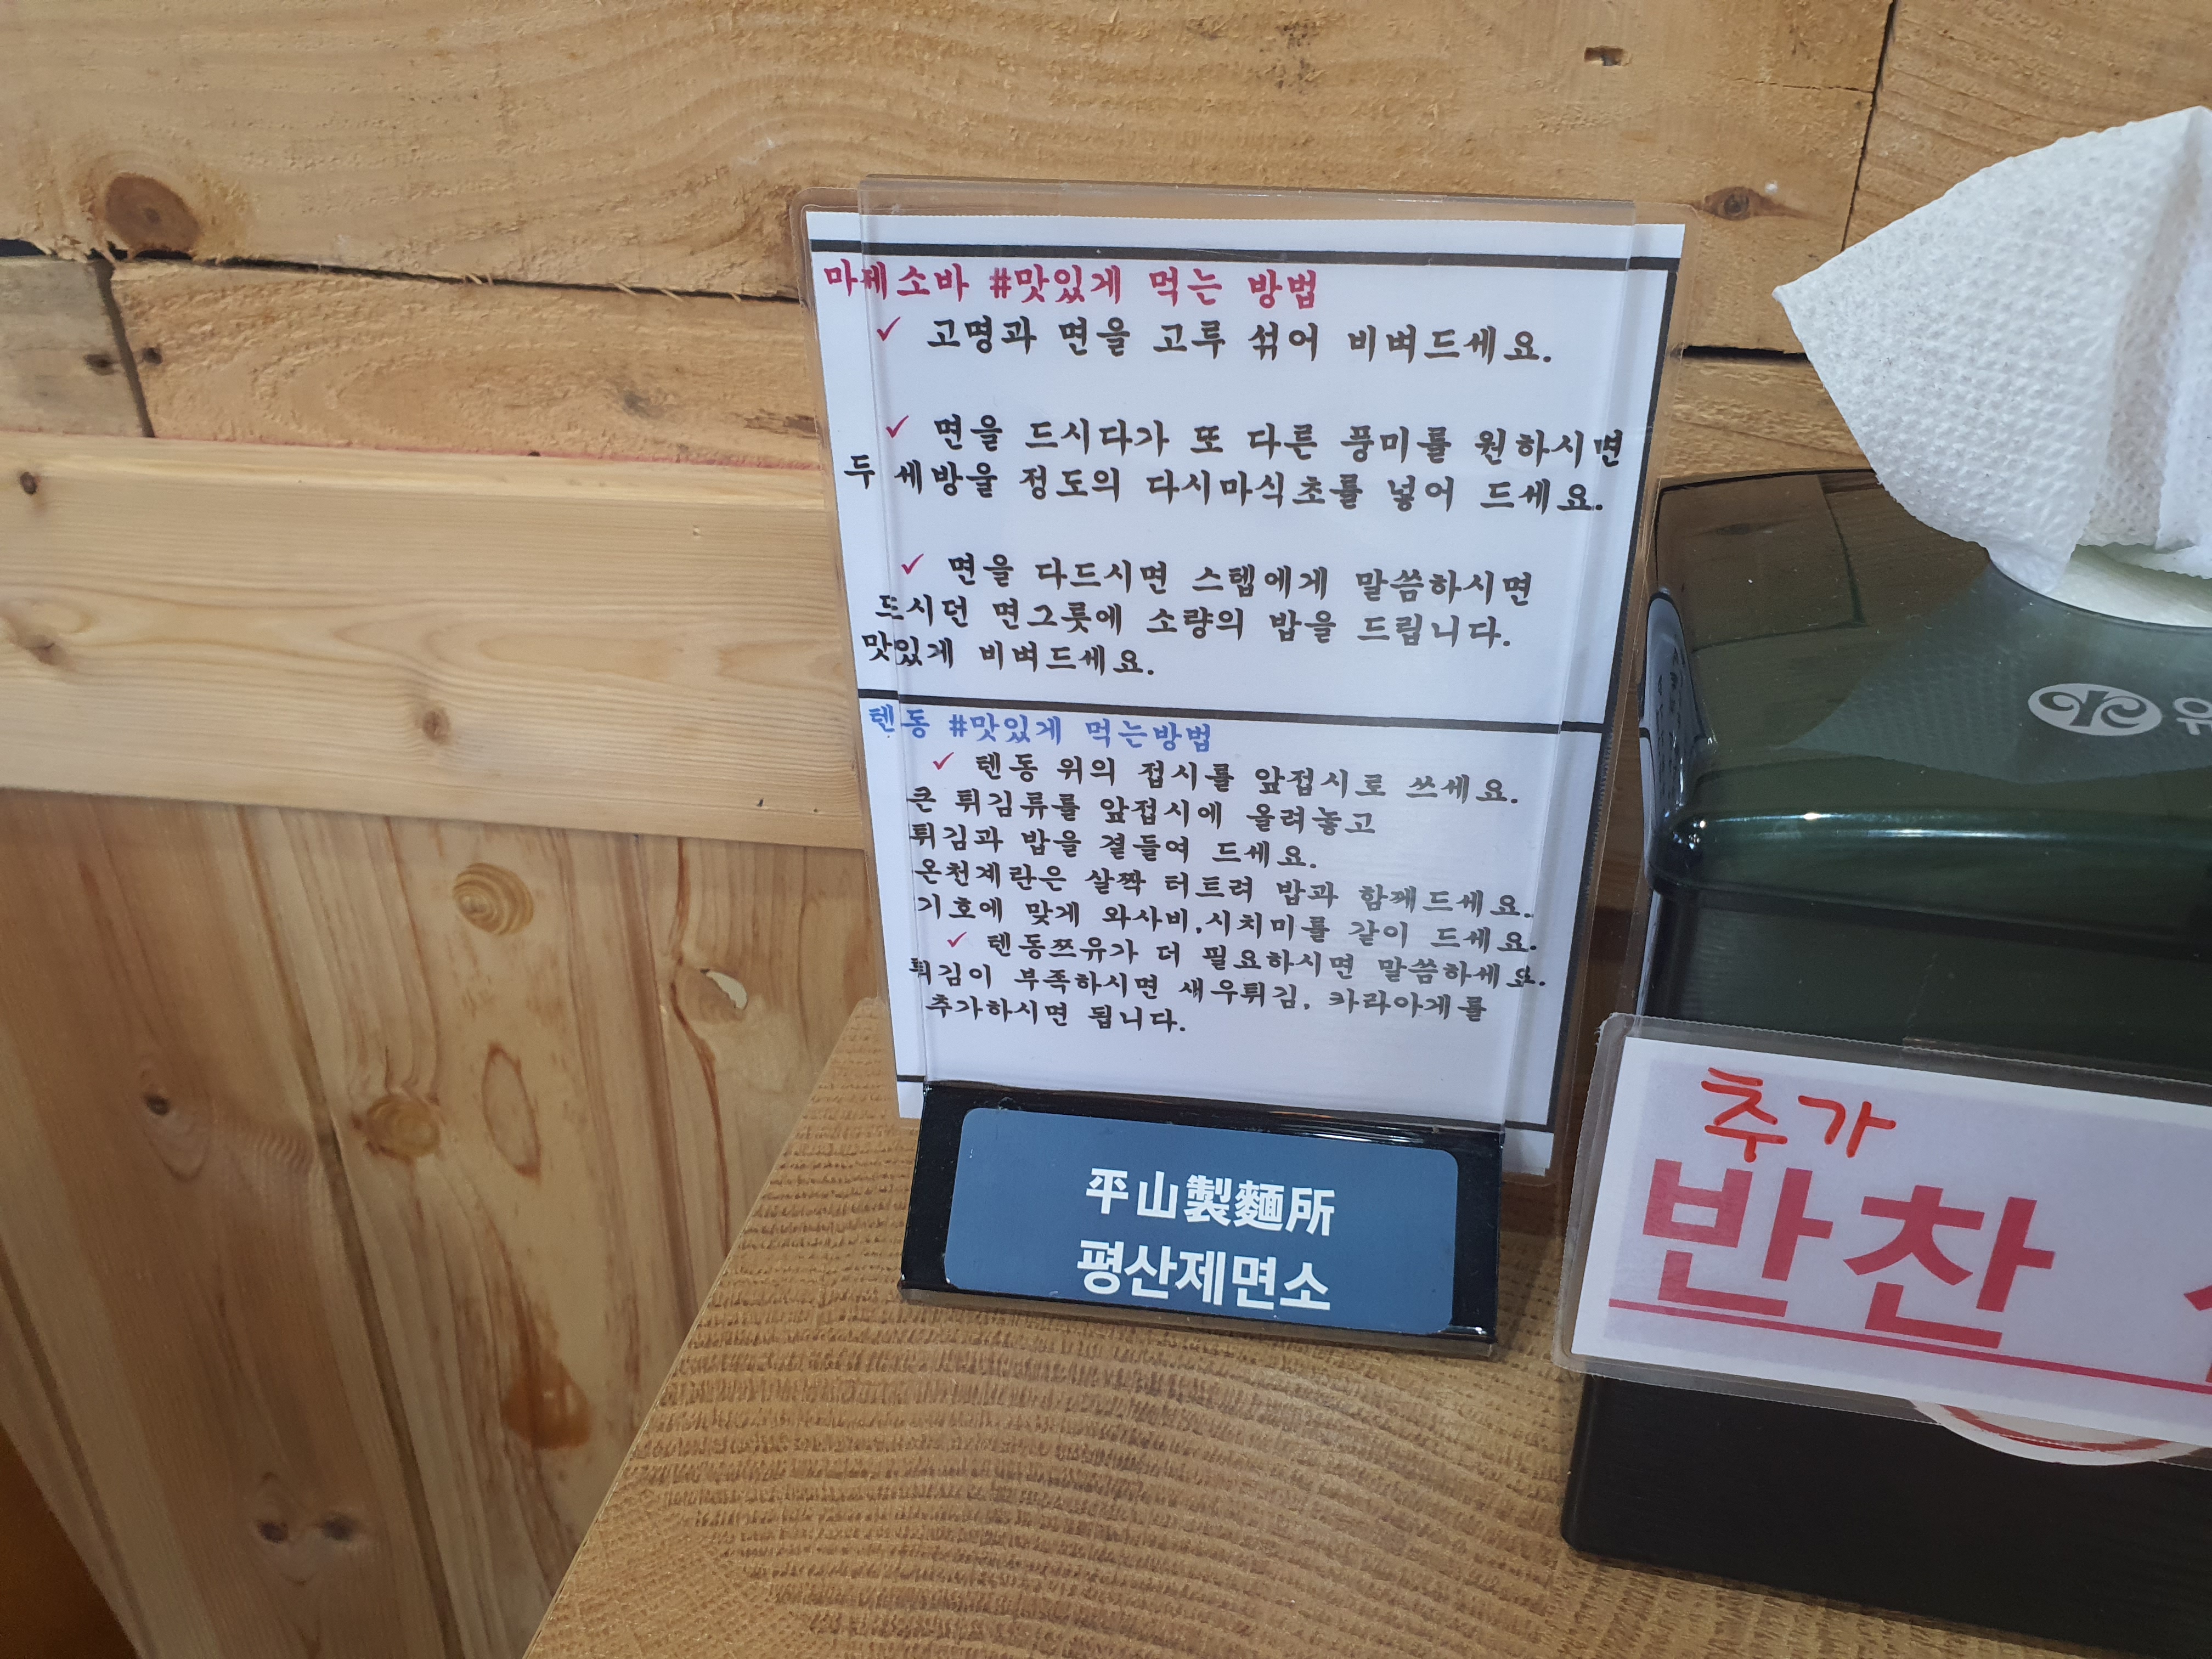 마제소바 #맛있게 먹는 방법
✓ 고명과 면을 고루 섞어 비벼드세요.
✓ 면을 드시다가 또 다른 풍미를 원하시면
두 세방울 정도의 다시마식초를 넣어 드세요.
✓ 면을 다드시면 스텝에게 말씀하시면
드시던 면그릇에 소량의 밥을 드립니다.
맛있게 비벼드세요.
텐동 #맛있게 먹는방법
✓ 텐동 위의 접시를 앞접시로 쓰세요.
큰 튀김류를 앞접시에 올려놓고
튀김과 밥을 곁들여 드세요.
온천계란은 살짝 터트려 밥과 함께드세요.
기호에 맞게 와사비,시치미를 같이 드세요.
✓ 텐동쯔유가 더 필요하시면 말씀하세요.
튀김이 부족하시면 새우튀김, 카라아게를
추가하시면 됩니다.
平山製麵所
평산제면소
유
추가
반찬